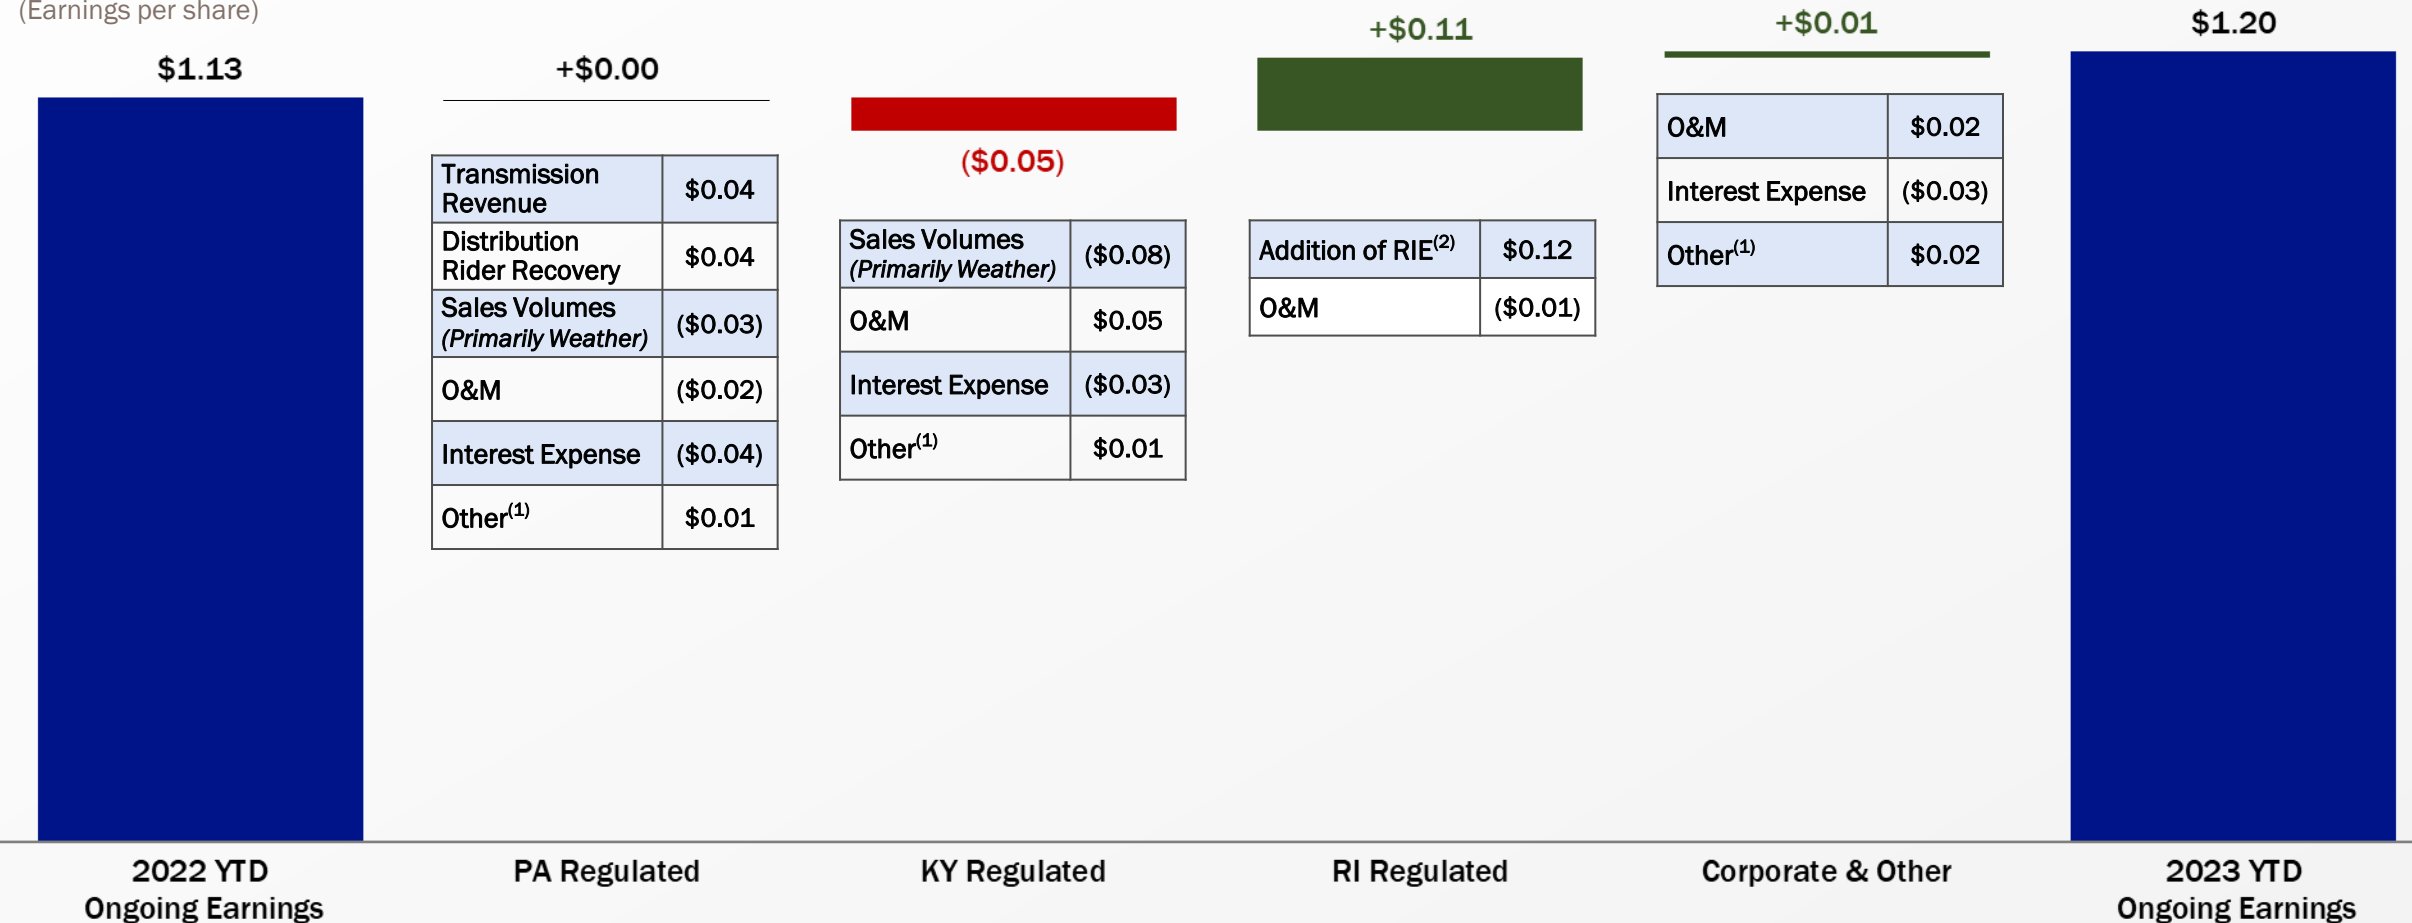 (Earnings per share)
$1.13
+$0.00
($0.05)
+$0.11
+$0.01
$1.20
Transmission
Revenue
$0.04
Distribution
Rider Recovery
$0.04
Sales Volumes
(Primarily Weather)
($0.03)
O&M
($0.02)
Interest Expense
($0.04)
Other(1)
$0.01
Sales Volumes
(Primarily Weather)
($0.08)
O&M
$0.05
Interest Expense
($0.03)
Other(1)
$0.01
Addition of RIE(2)
$0.12
O&M
($0.01)
O&M
$0.02
Interest Expense
($0.03)
Other(1)
$0.02
2022 YTD
Ongoing Earnings
PA Regulated
KY Regulated
RI Regulated
Corporate & Other
2023 YTD
Ongoing Earnings